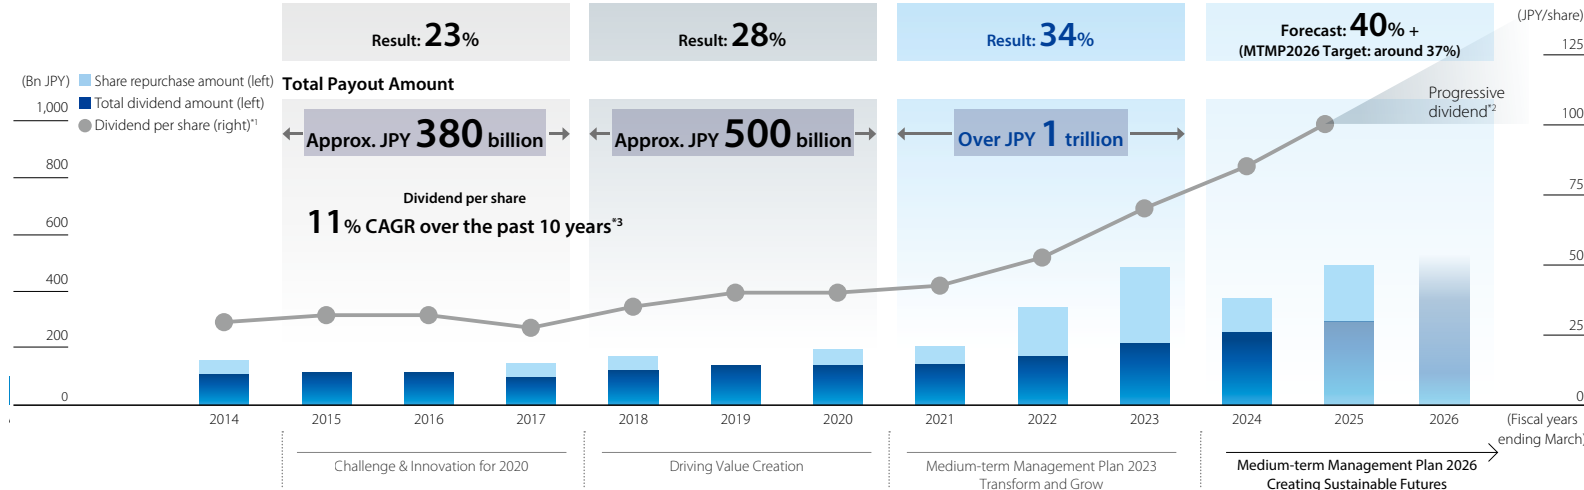 Result: 23%
Result: 28%
Result: 34%
Forecast: 40% +
(MTMP2026 Target: around 37%)
(JPY/share)
(Bn JPY)
Share repurchase amount (left)
Total dividend amount (left)
Dividend per share (right)*1
Total Payout Amount
Approx. JPY 380 billion
Approx. JPY 500 billion
Over JPY 1 trillion
Progressive
dividend*2
Dividend per share
11% CAGR over the past 10 years*3
1,000
800
600
400
200
0
125
100
75
50
25
0
2014
2015
2016
2017
2018
2019
2020
2021
2022
2023
2024
2025
2026
(Fiscal years
ending March)
Challenge & Innovation for 2020
Driving Value Creation
Medium-term Management Plan 2023
Transform and Grow
Medium-term Management Plan 2026
Creating Sustainable Futures